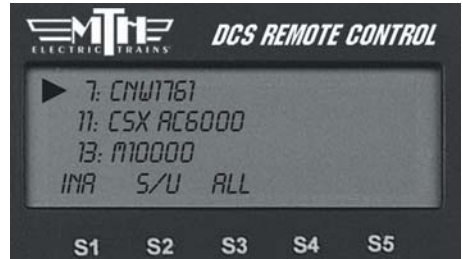 MTH
ELECTRIC TRAINS
DCS REMOTE CONTROL
7: CNW1761
11: CSX AC6000
13: M10000
INA S/U ALL
S1 S2 S3 S4 S5